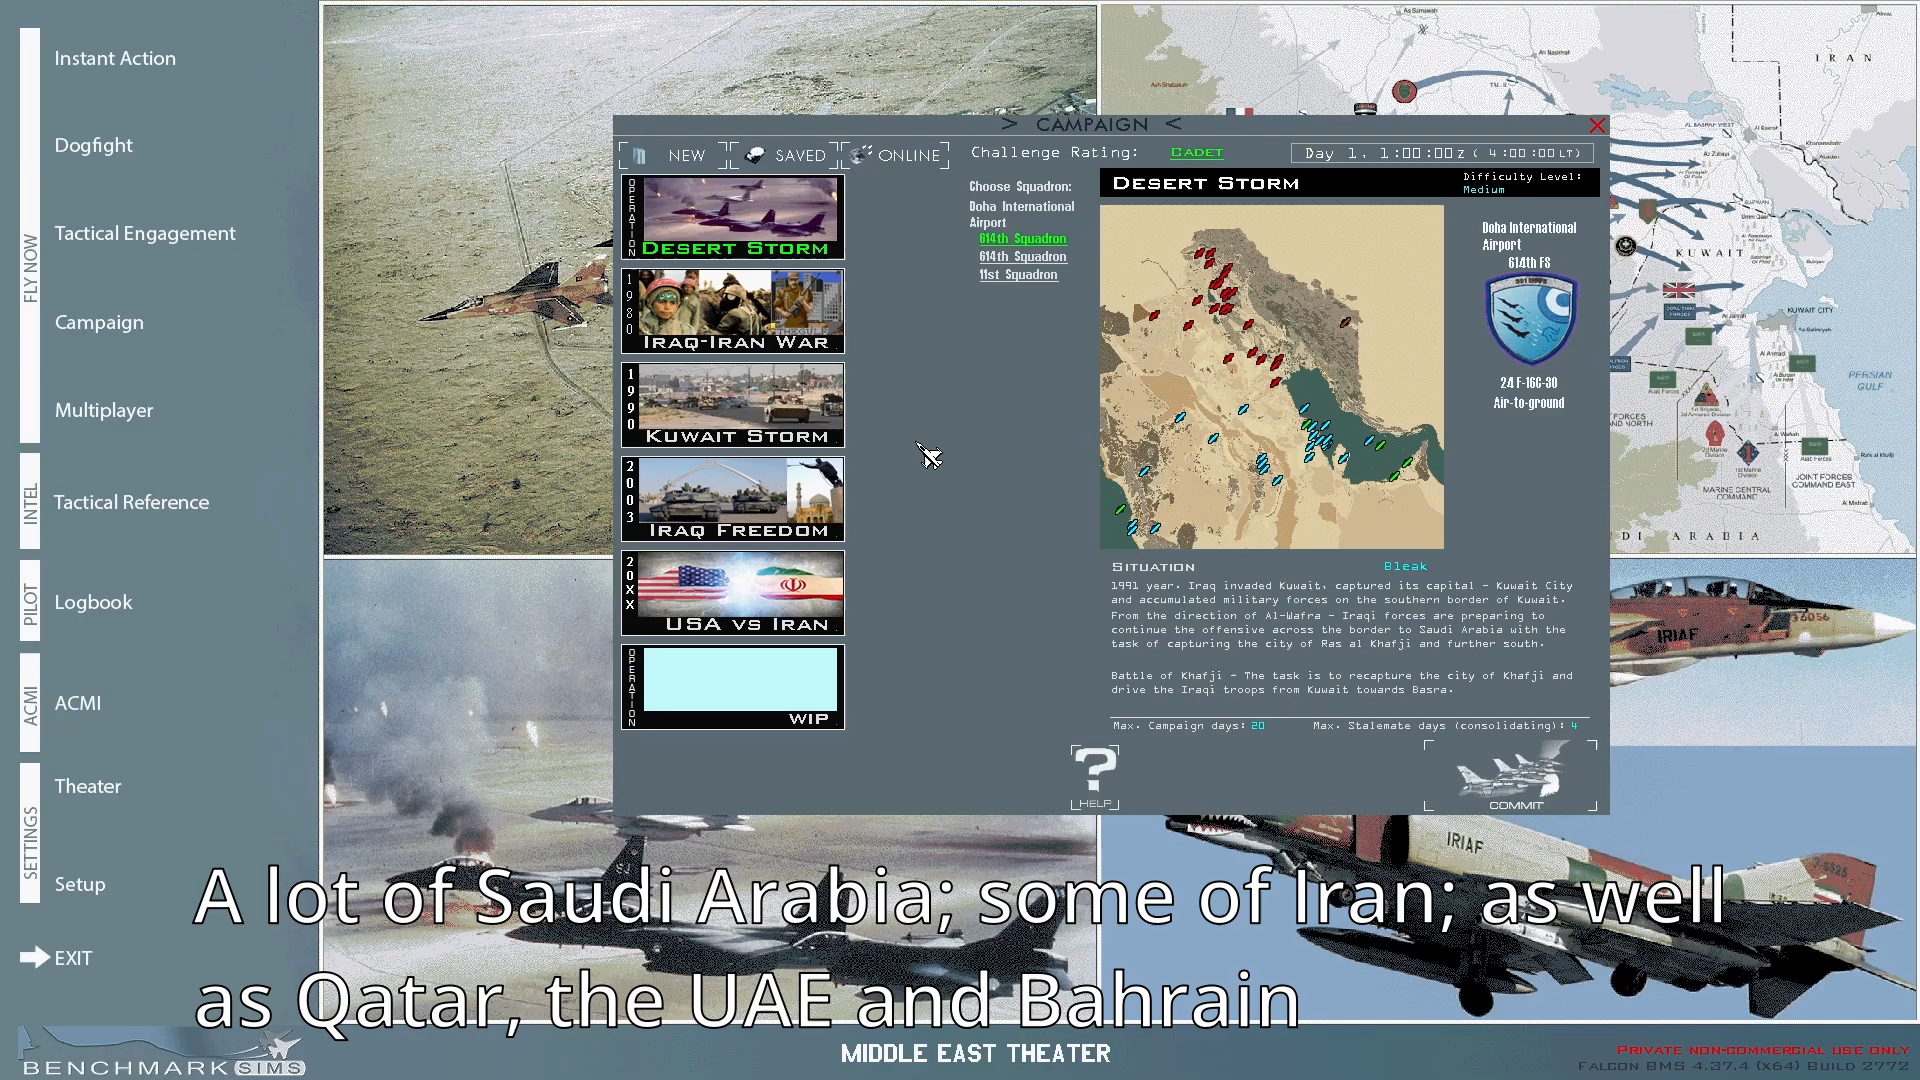 Instant Action
Dogfight
Tactical Engagement
Campaign
Multiplayer
FLY NOW
Tactical Reference
INTEL
Logbook
PILOT
ACMI
ACMI
Theater
Setup
SETTINGS
EXIT
BENCHMARK SIMS
> CAMPAIGN <
NEW
SAVED
ONLINE
Challenge Rating: CADET
Day 1, 1:00:00Z ( 4:00:00LT)
OPERATION
DESERT STORM
1980
IRAQ-IRAN WAR
1990
KUWAIT STORM
2003
IRAQ FREEDOM
20XX
USA VS IRAN
OPERATION
WIP
Choose Squadron:
Doha International
Airport
614th Squadron
614th Squadron
11st Squadron
DESERT STORM
Difficulty Level:
Medium
Doha International
Airport
614th FS
24 F-16C-30
Air-to-ground
SITUATION
Bleak
1991 year. Iraq invaded Kuwait, captured its capital - Kuwait City
and accumulated military forces on the southern border of Kuwait.
From the direction of Al-Wafra - Iraqi forces are preparing to
continue the offensive across the border to Saudi Arabia with the
task of capturing the city of Ras al Khafji and further south.
Battle of Khafji - The task is to recapture the city of Khafji and
drive the Iraqi troops from Kuwait towards Basra.
Max. Campaign days: 20
Max. Stalemate days (consolidating): 4
HELP
COMMIT
IRAN
KUWAIT
KUWAIT CITY
PERSIAN
GULF
MARINE CENTRAL
COMMAND
JOINT FORCES
COMMAND EAST
DI ARABIA
IRIAF
IRIAF
A lot of Saudi Arabia; some of Iran; as well
as Qatar, the UAE and Bahrain
MIDDLE EAST THEATER
PRIVATE NON-COMMERCIAL USE ONLY
FALCON BMS 4.37.4 (X64) BUILD 2772